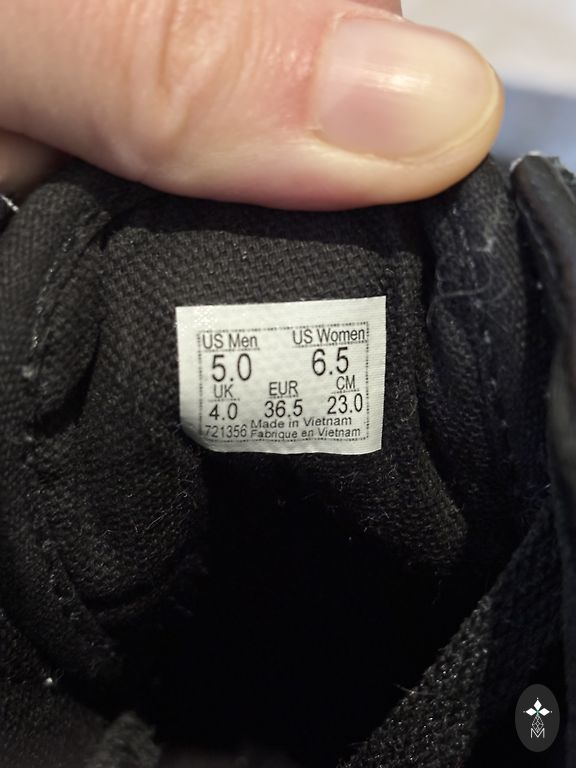 US Men US Women
5.0 6.5
UK EUR CM
4.0 36.5 23.0
Made in Vietnam
721356 Fabrique en Vietnam
M